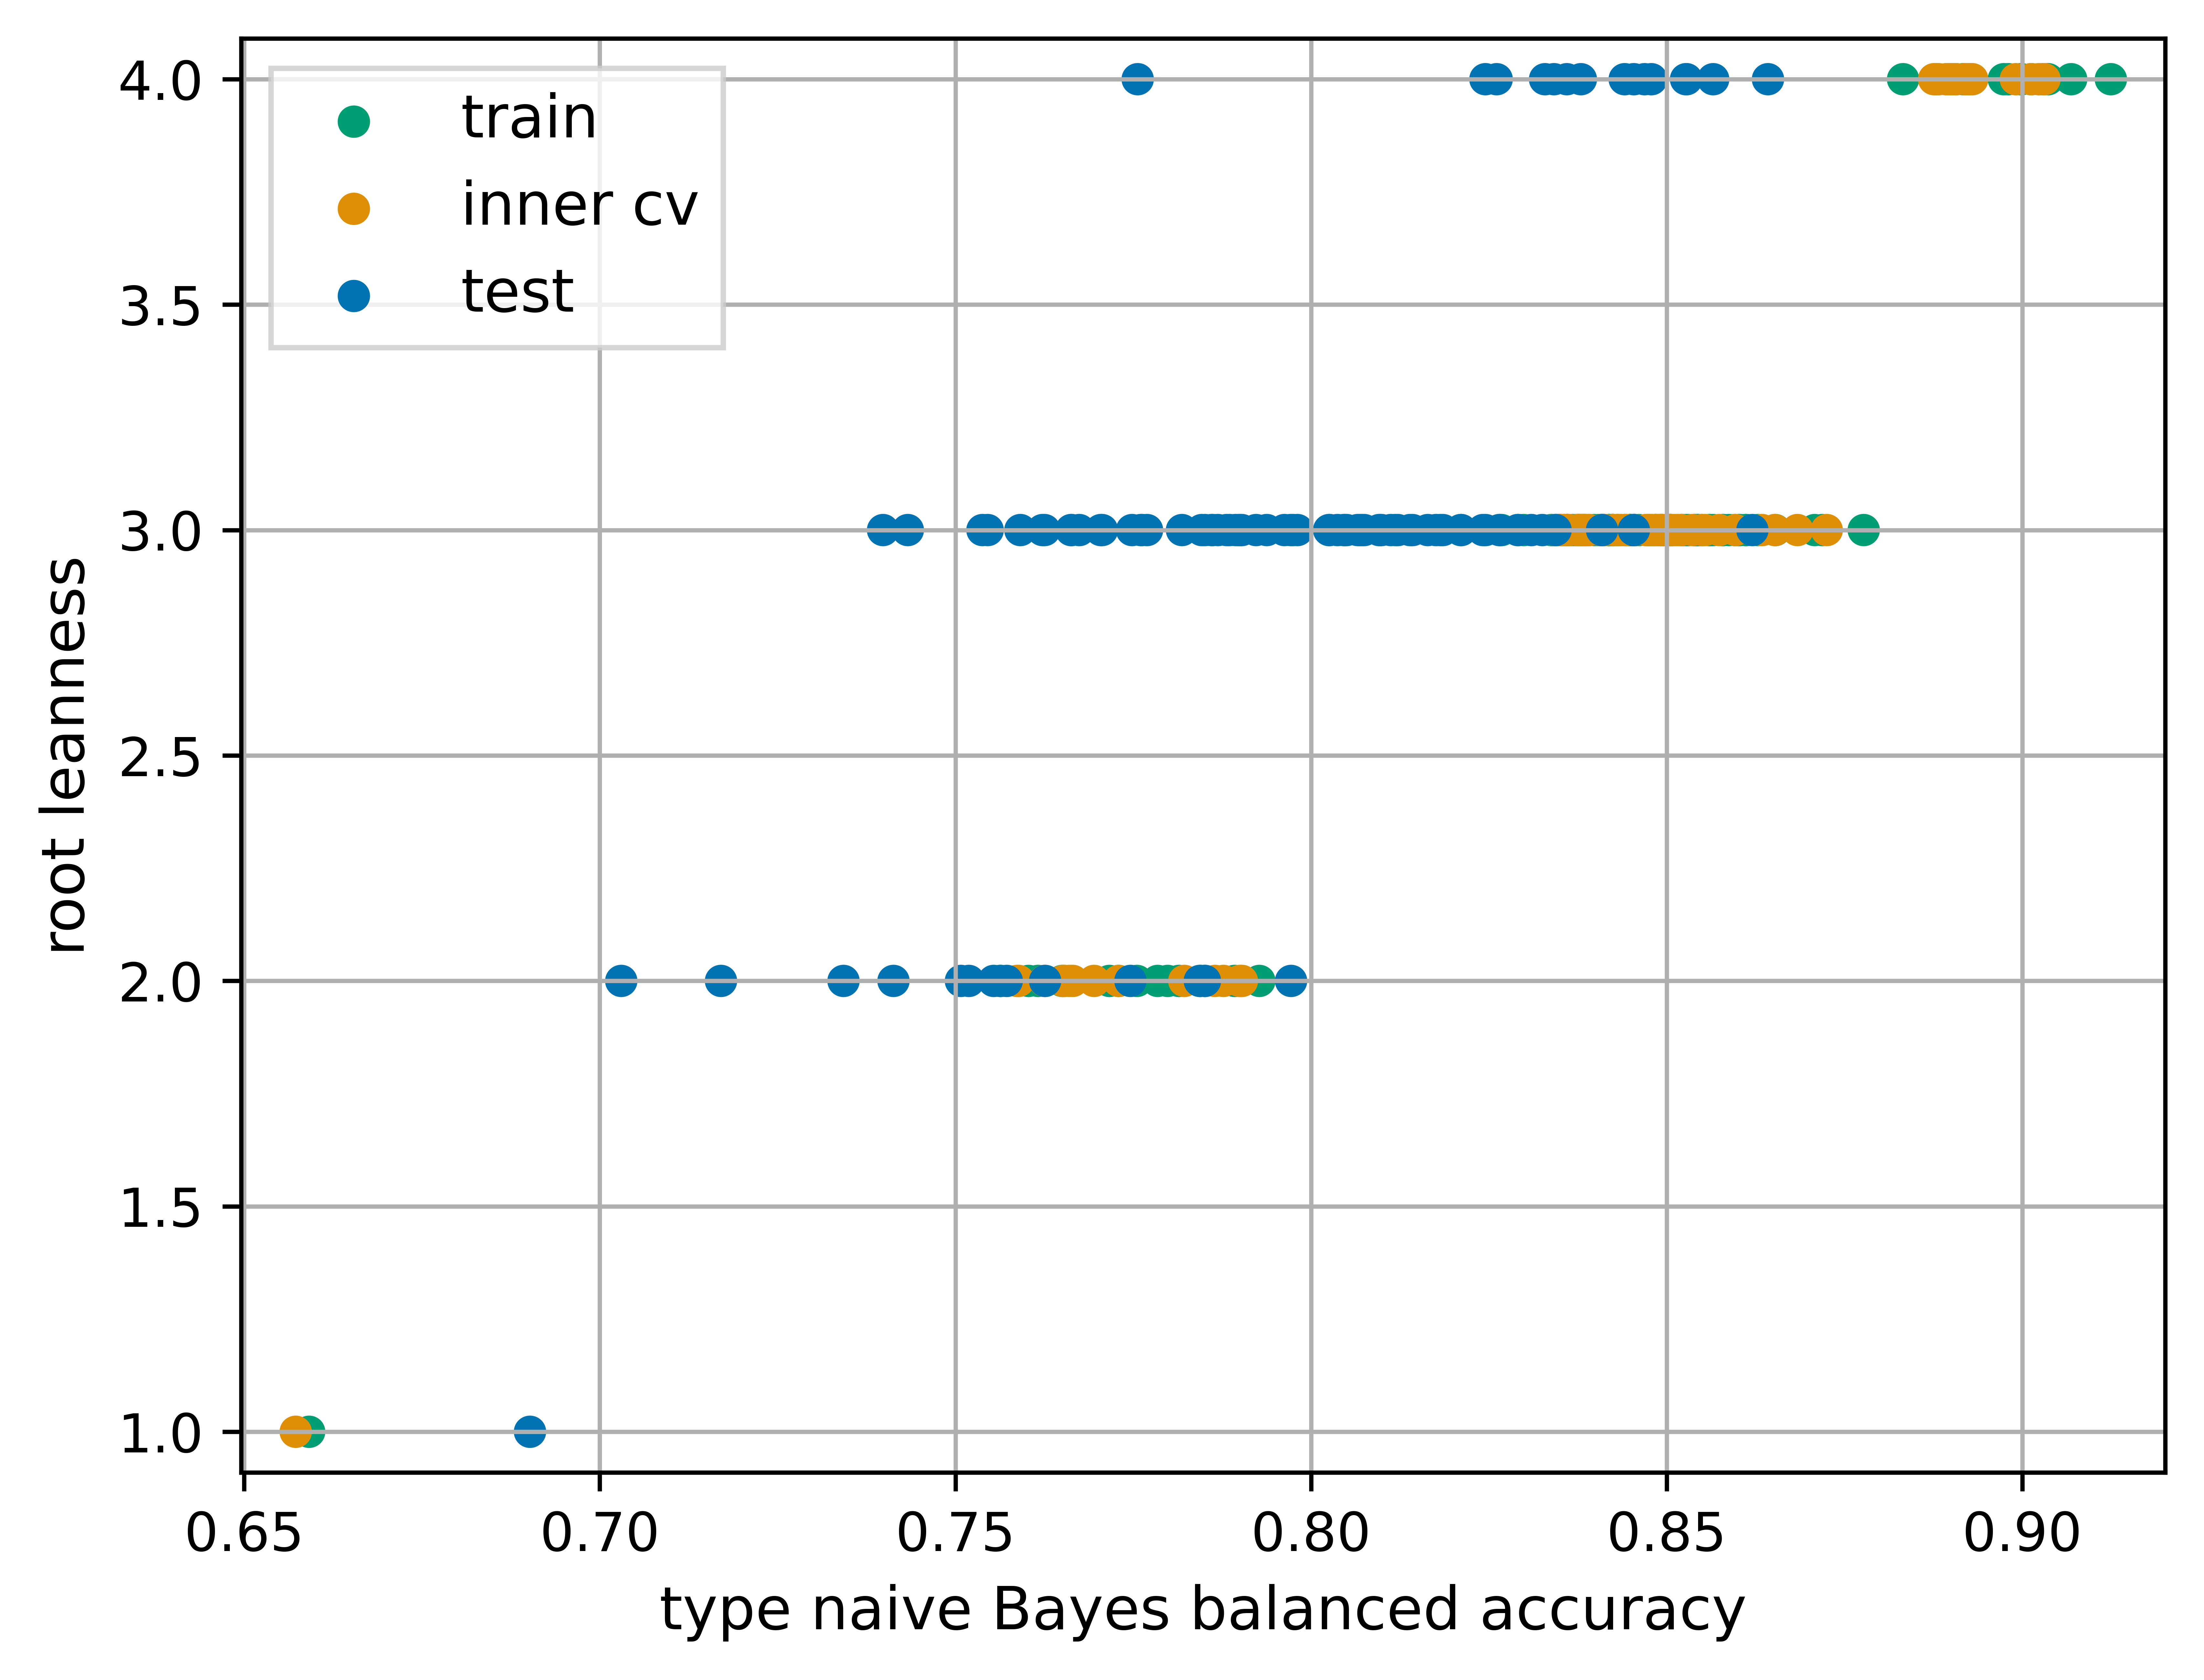 train
inner cv
test
4.0
3.5
3.0
2.5
2.0
1.5
1.0
root leanness
0.65
0.70
0.75
0.80
0.85
0.90
type naive Bayes balanced accuracy